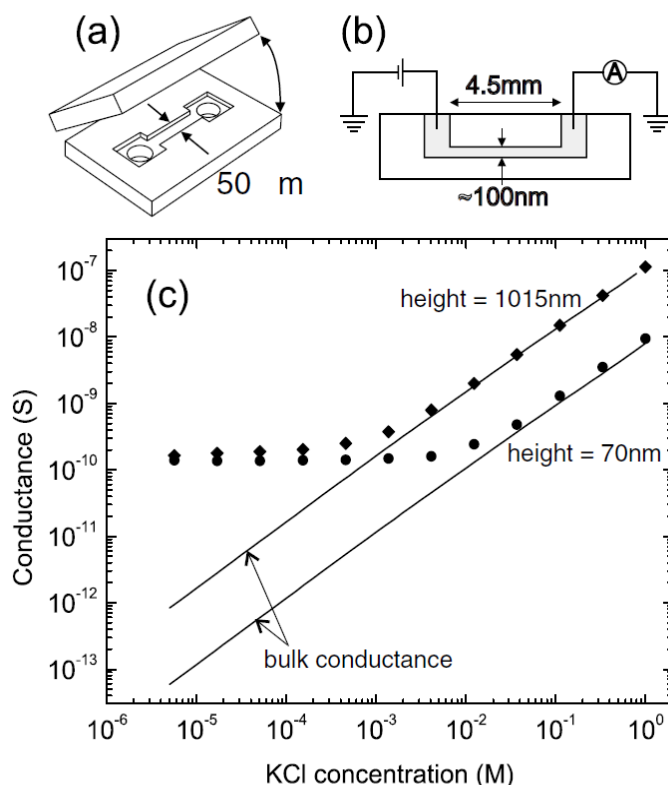 (a)
50 m
(b)
A
4.5mm
≈100nm
(c)
height = 1015nm
height = 70nm
bulk conductance
Conductance (S)
10⁻⁷
10⁻⁸
10⁻⁹
10⁻¹⁰
10⁻¹¹
10⁻¹²
10⁻¹³
10⁻⁶ 10⁻⁵ 10⁻⁴ 10⁻³ 10⁻² 10⁻¹ 10⁰
KCl concentration (M)